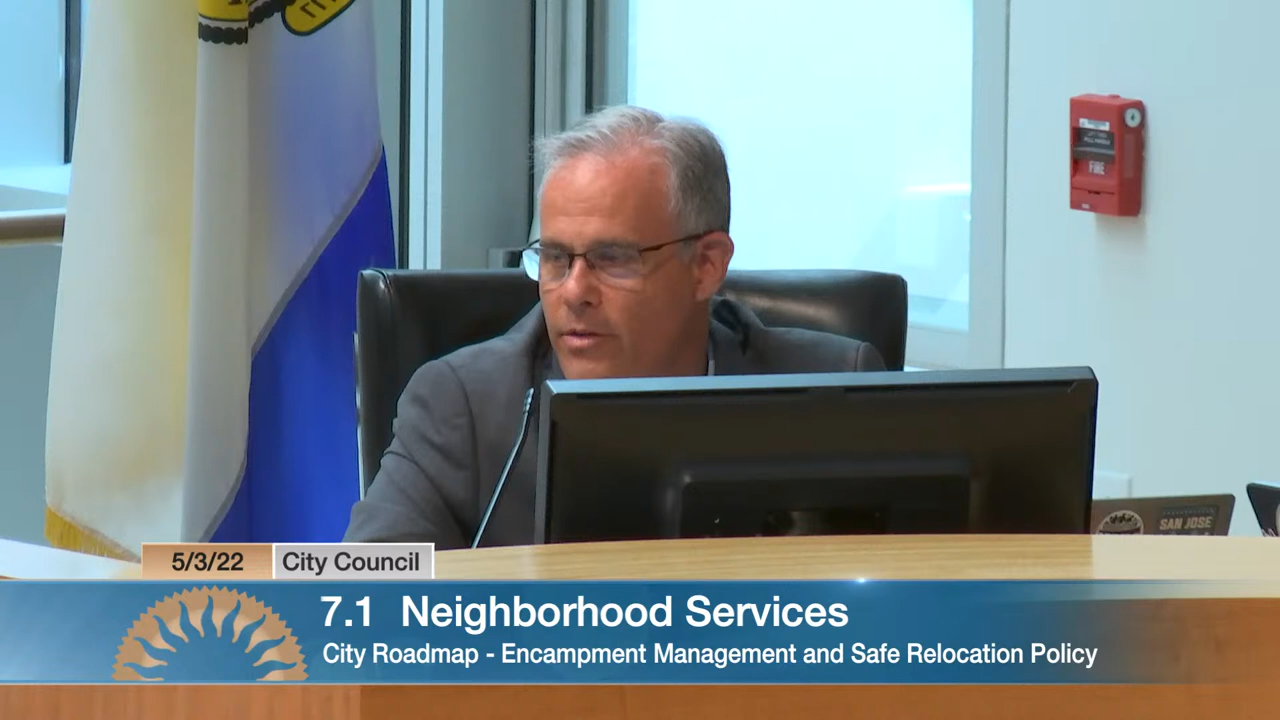 FIRE
SAN JOSE
5/3/22 City Council
7.1 Neighborhood Services
City Roadmap - Encampment Management and Safe Relocation Policy